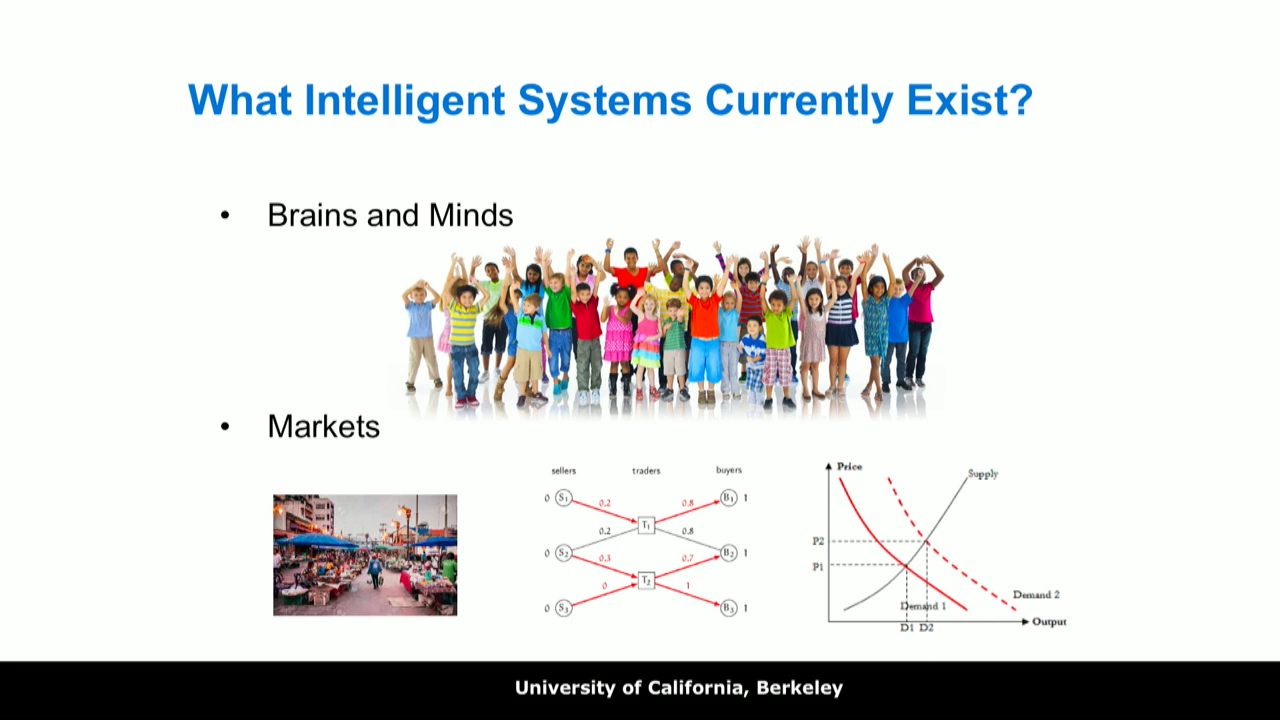 What Intelligent Systems Currently Exist?
• Brains and Minds
• Markets
sellers traders buyers
0 S1 0.2 0.8 B1 1
T1
0.2 0.8
0 S2 0.3 0.7 B2 1
T2
0 1
0 S3 B3 1
Price
Supply
P2
P1
Demand 2
Demand 1
Output
D1 D2
University of California, Berkeley